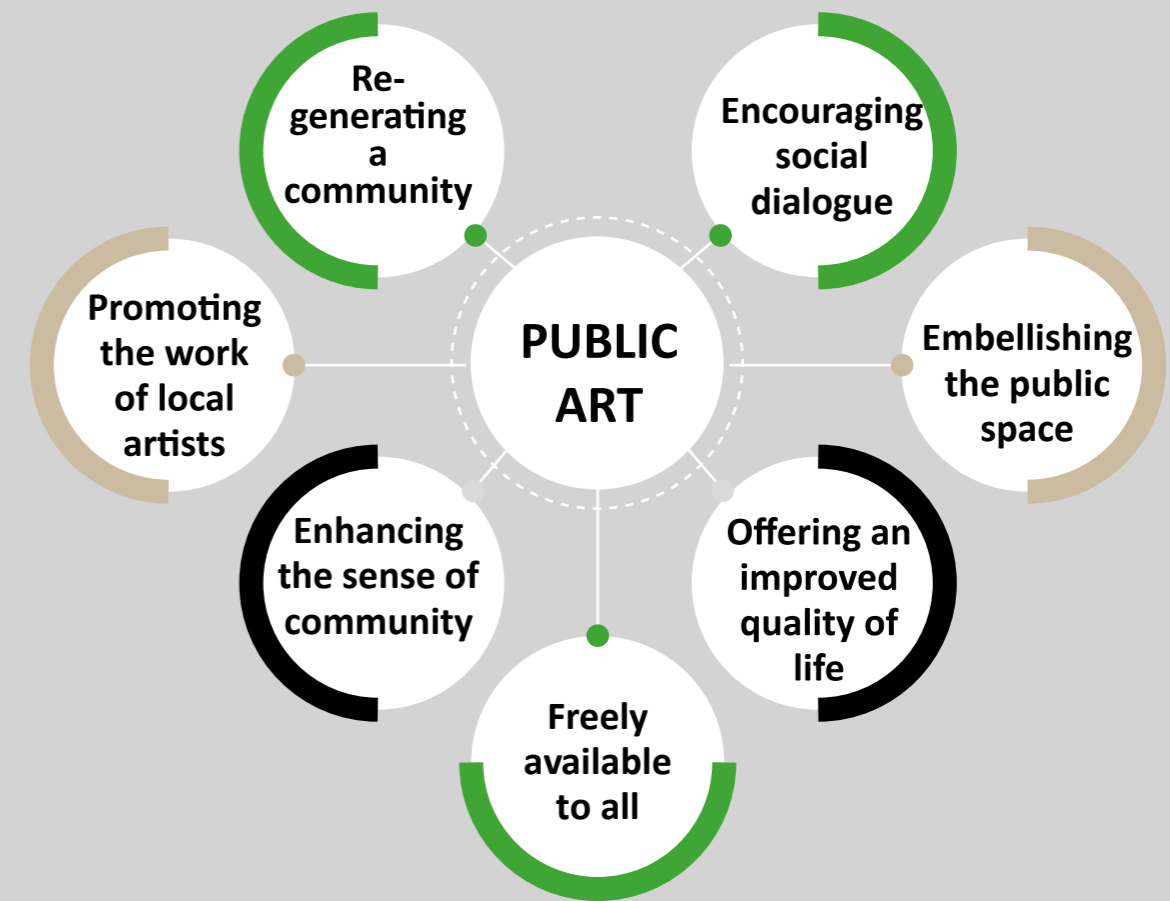 Re-
generating
a
community
Encouraging
social
dialogue
Promoting
the work
of local
artists
PUBLIC
ART
Embellishing
the public
space
Enhancing
the sense of
community
Offering an
improved
quality of
life
Freely
available
to all